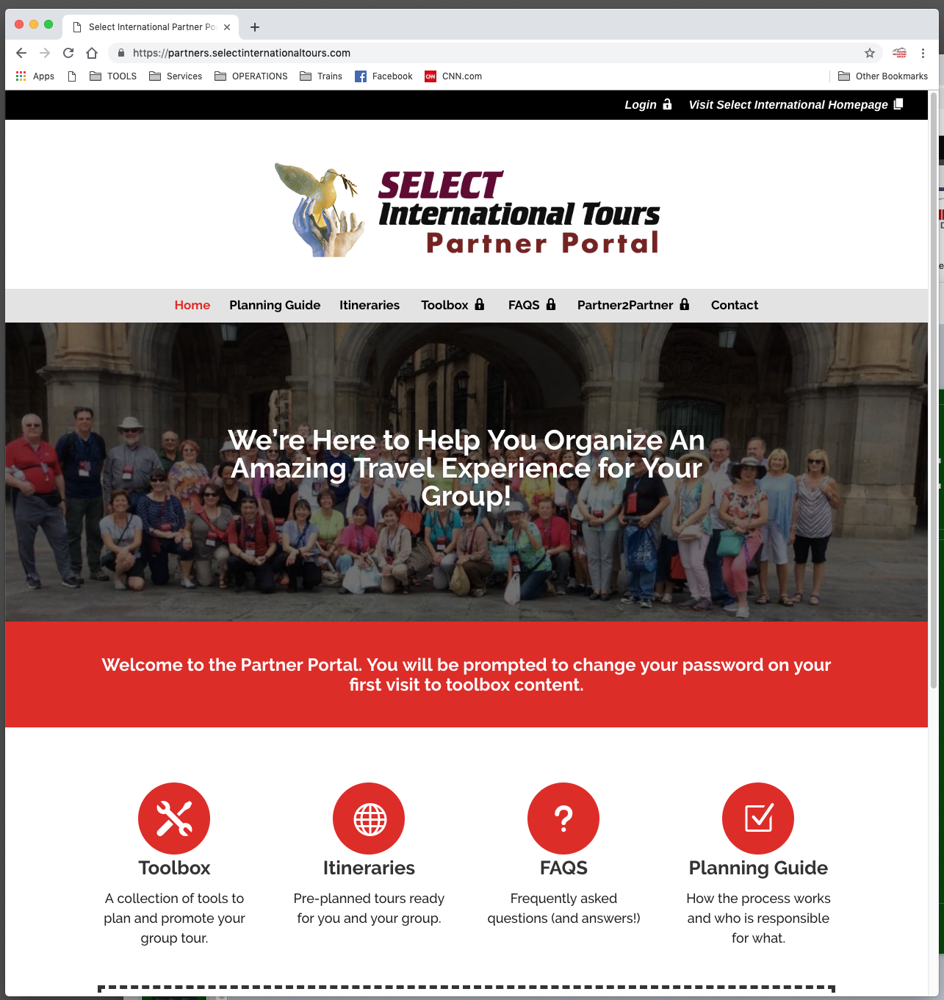 Select International Partner Po
https://partners.selectinternationaltours.com
Apps
TOOLS
Services
OPERATIONS
Trains
Facebook
CNN
CNN.com
Other Bookmarks
Login
Visit Select International Homepage
SELECT
International Tours
Partner Portal
Home
Planning Guide
Itineraries
Toolbox
FAQS
Partner2Partner
Contact
We're Here to Help You Organize An
Amazing Travel Experience for Your
Group!
Welcome to the Partner Portal. You will be prompted to change your password on your
first visit to toolbox content.
Toolbox
A collection of tools to
plan and promote your
group tour.
Itineraries
Pre-planned tours ready
for you and your group.
?
FAQS
Frequently asked
questions (and answers!)
Planning Guide
How the process works
and who is responsible
for what.